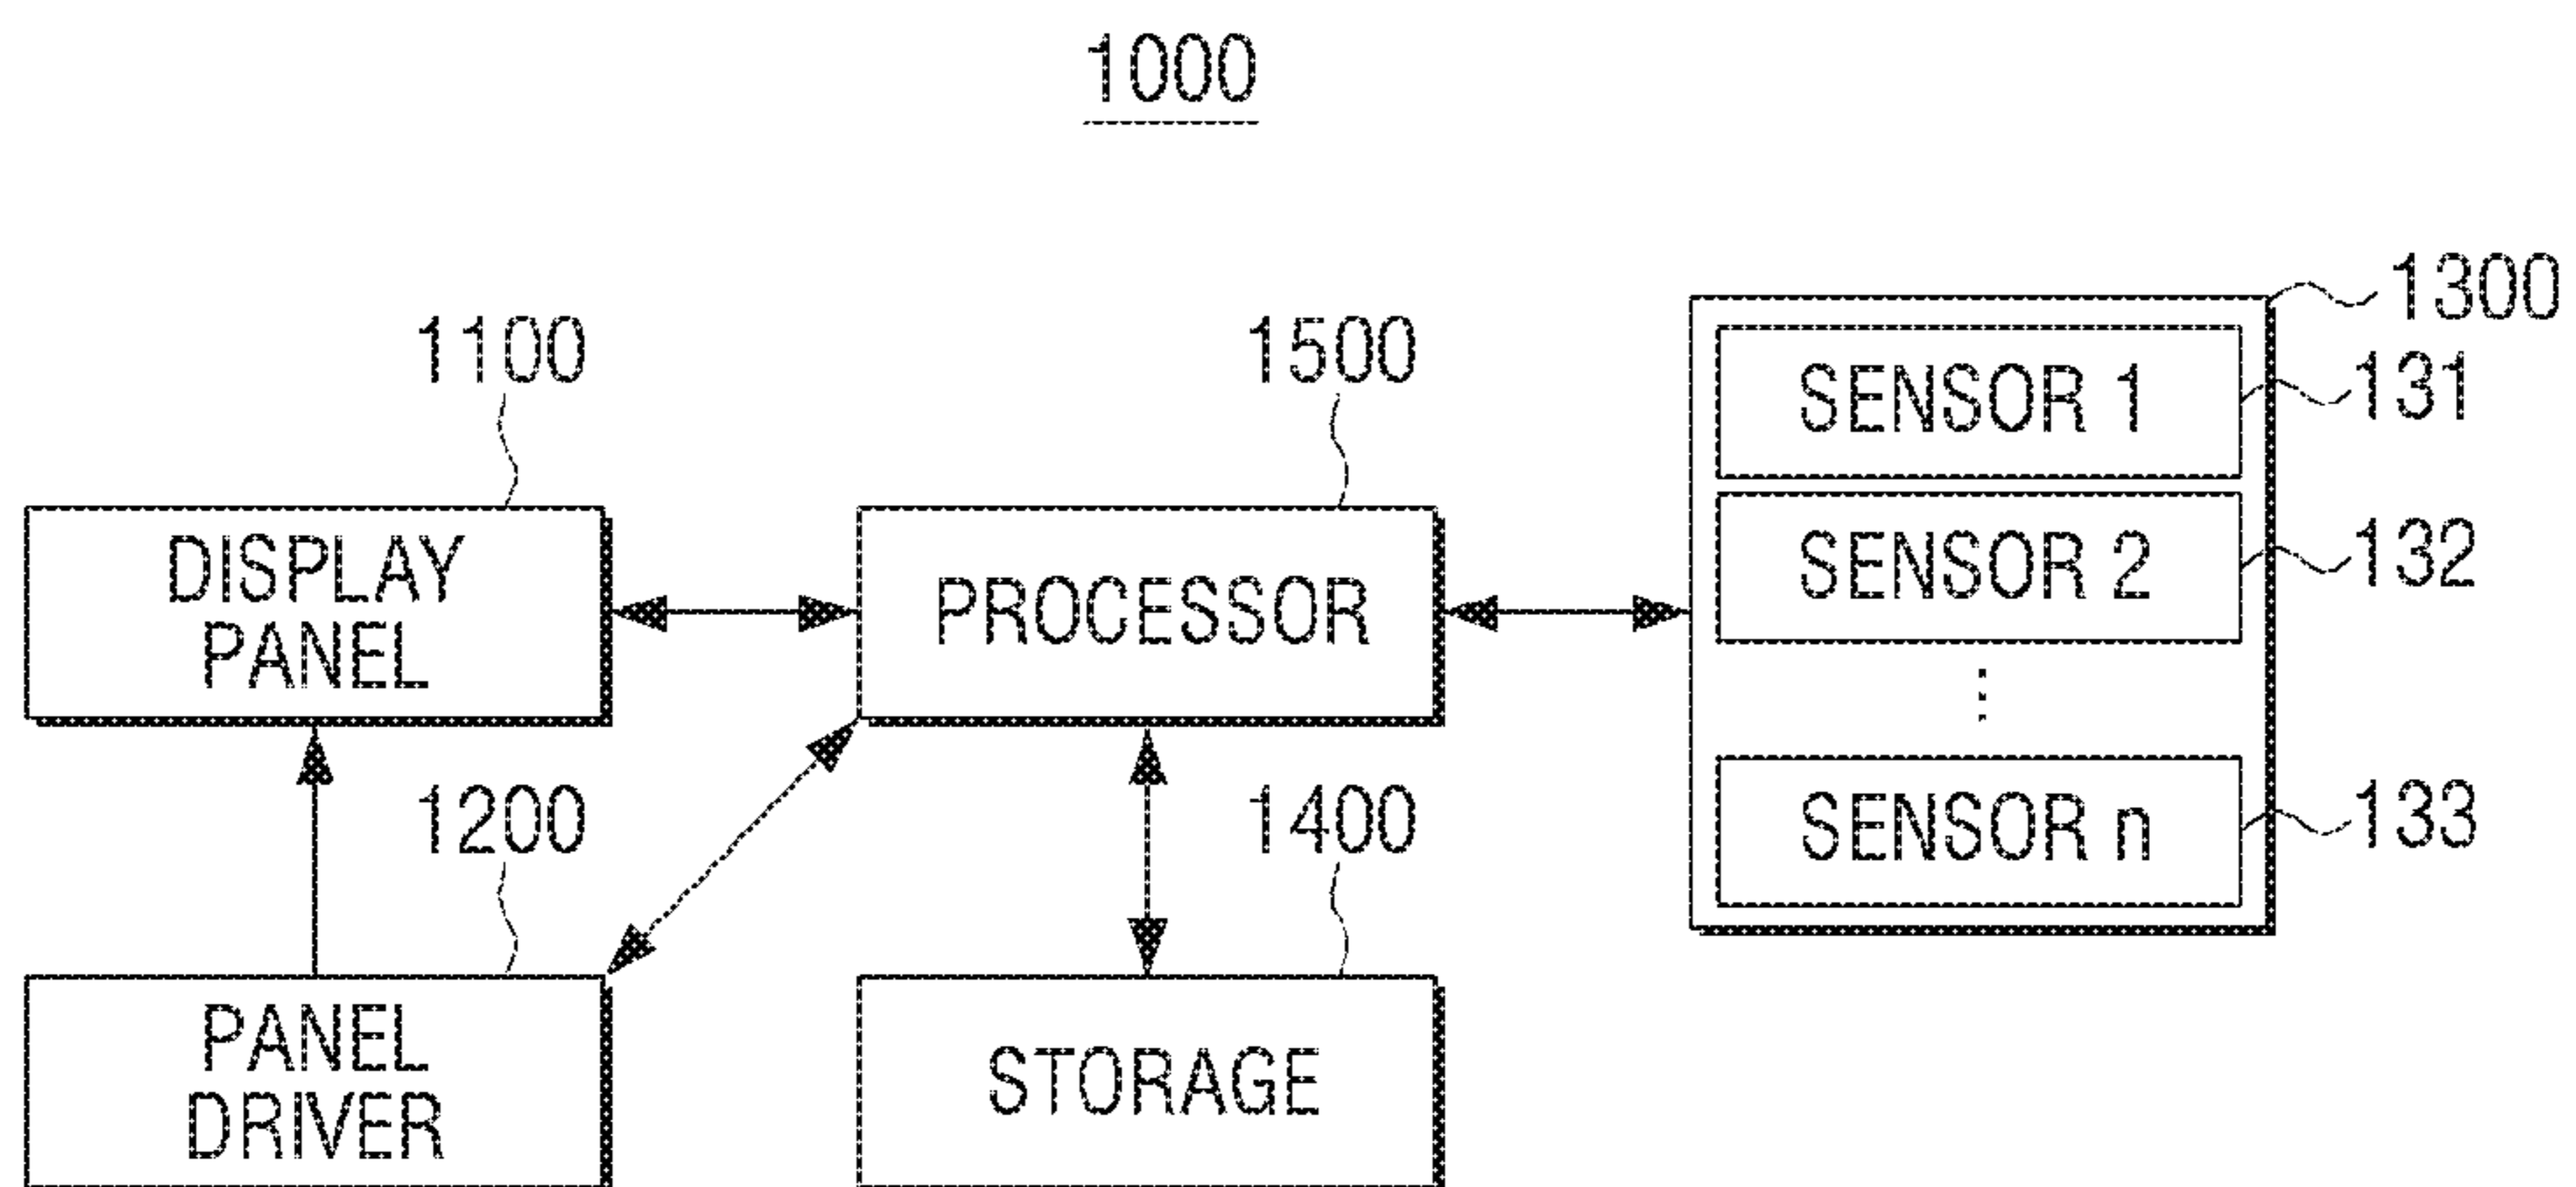 1000
1300
1100
1500
SENSOR 1
131
DISPLAY
PANEL
PROCESSOR
SENSOR 2
132
1200
1400
SENSOR n
133
PANEL
DRIVER
STORAGE